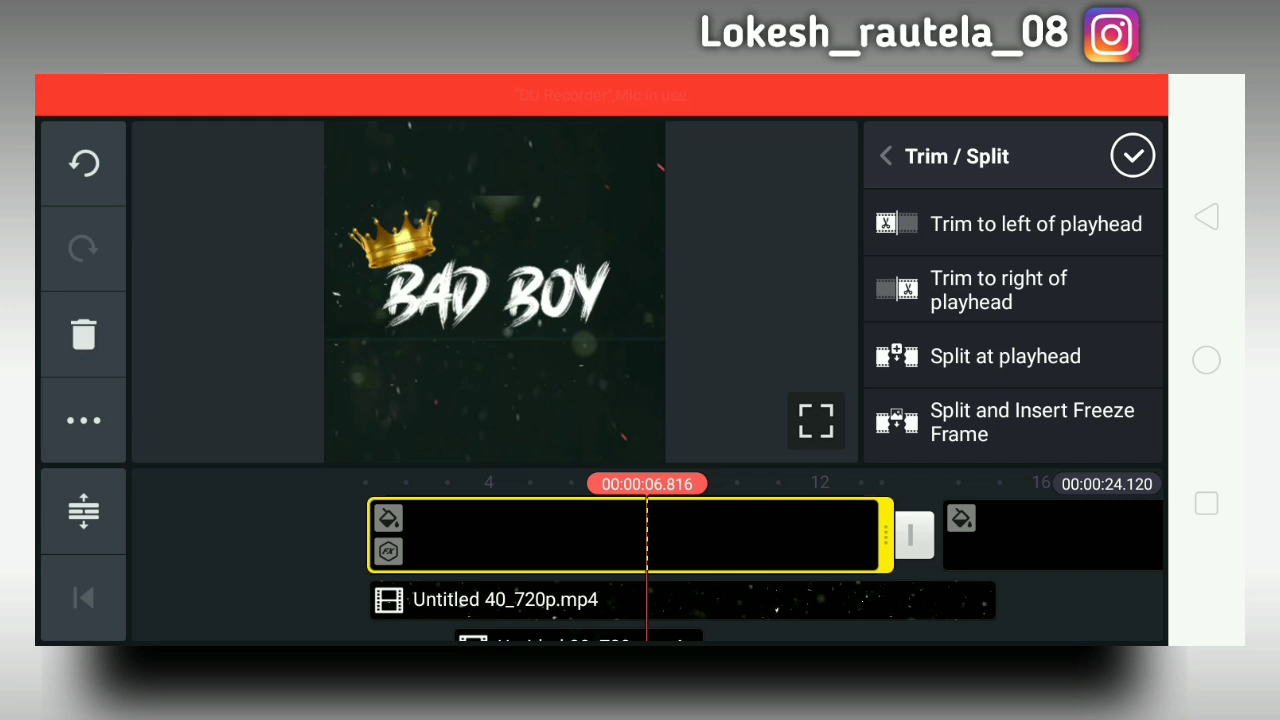 Lokesh_rautela_08
"DU Recorder",Mic in use
Trim / Split
BAD BOY
Trim to left of playhead
Trim to right of
playhead
Split at playhead
Split and Insert Freeze
Frame
4
00:00:06.816
12
16
00:00:24.120
FX
Untitled 40_720p.mp4